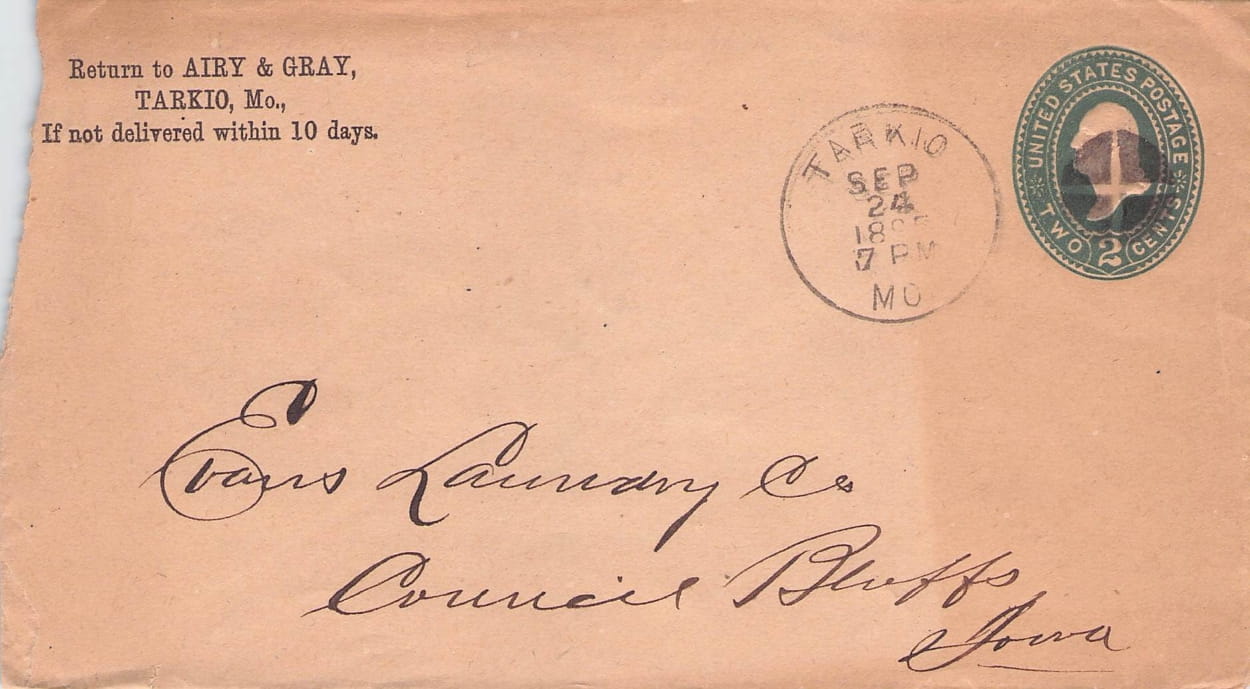 Return to AIRY & GRAY,
TARKIO, Mo.,
If not delivered within 10 days.
UNITED STATES POSTAGE
TWO 2 CENTS
TARKIO
SEP
24
7 PM
MO
Evans Laundry Co
Council Bluffs
Iowa